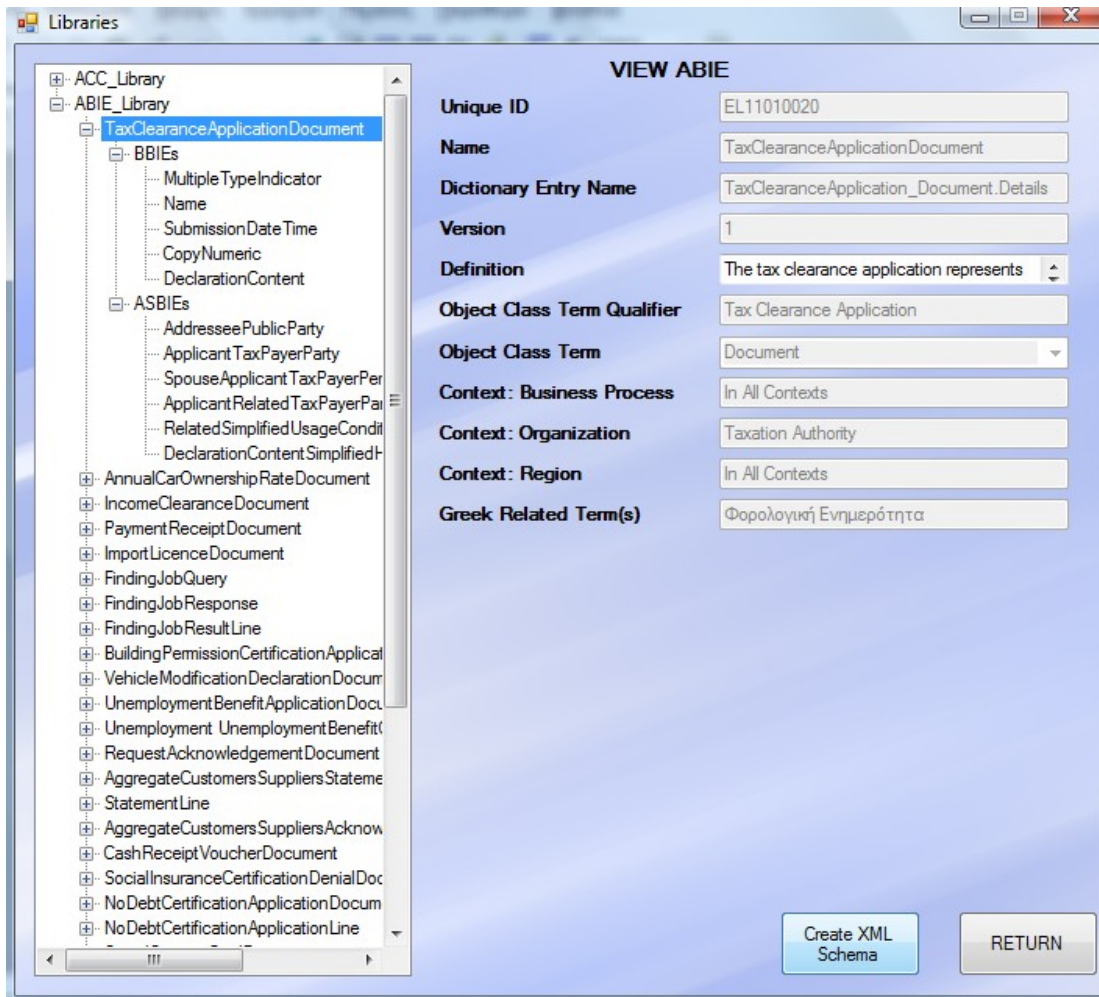 Libraries
ACC_Library
ABIE_Library
TaxClearanceApplicationDocument
BBIEs
MultipleTypeIndicator
Name
SubmissionDateTime
CopyNumeric
DeclarationContent
ASBIEs
AddresseePublicParty
ApplicantTaxPayerParty
SpouseApplicantTaxPayerPer
ApplicantRelatedTaxPayerPar
RelatedSimplifiedUsageCondit
DeclarationContentSimplifiedH
AnnualCarOwnershipRateDocument
IncomeClearanceDocument
PaymentReceiptDocument
ImportLicenceDocument
FindingJobQuery
FindingJobResponse
FindingJobResultLine
BuildingPermissionCertificationApplicat
VehicleModificationDeclarationDocum
UnemploymentBenefitApplicationDocu
Unemployment UnemploymentBenefit(
RequestAcknowledgementDocument
AggregateCustomersSuppliersStateme
StatementLine
AggregateCustomersSuppliersAcknow
CashReceiptVoucherDocument
SocialInsuranceCertificationDenialDoc
NoDebtCertificationApplicationDocum
NoDebtCertificationApplicationLine
VIEW ABIE
Unique ID EL11010020
Name TaxClearanceApplicationDocument
Dictionary Entry Name TaxClearanceApplication_Document.Details
Version 1
Definition The tax clearance application represents
Object Class Term Qualifier Tax Clearance Application
Object Class Term Document
Context: Business Process In All Contexts
Context: Organization Taxation Authority
Context: Region In All Contexts
Greek Related Term(s) Φορολογική Ενημερότητα
Create XML
Schema
RETURN